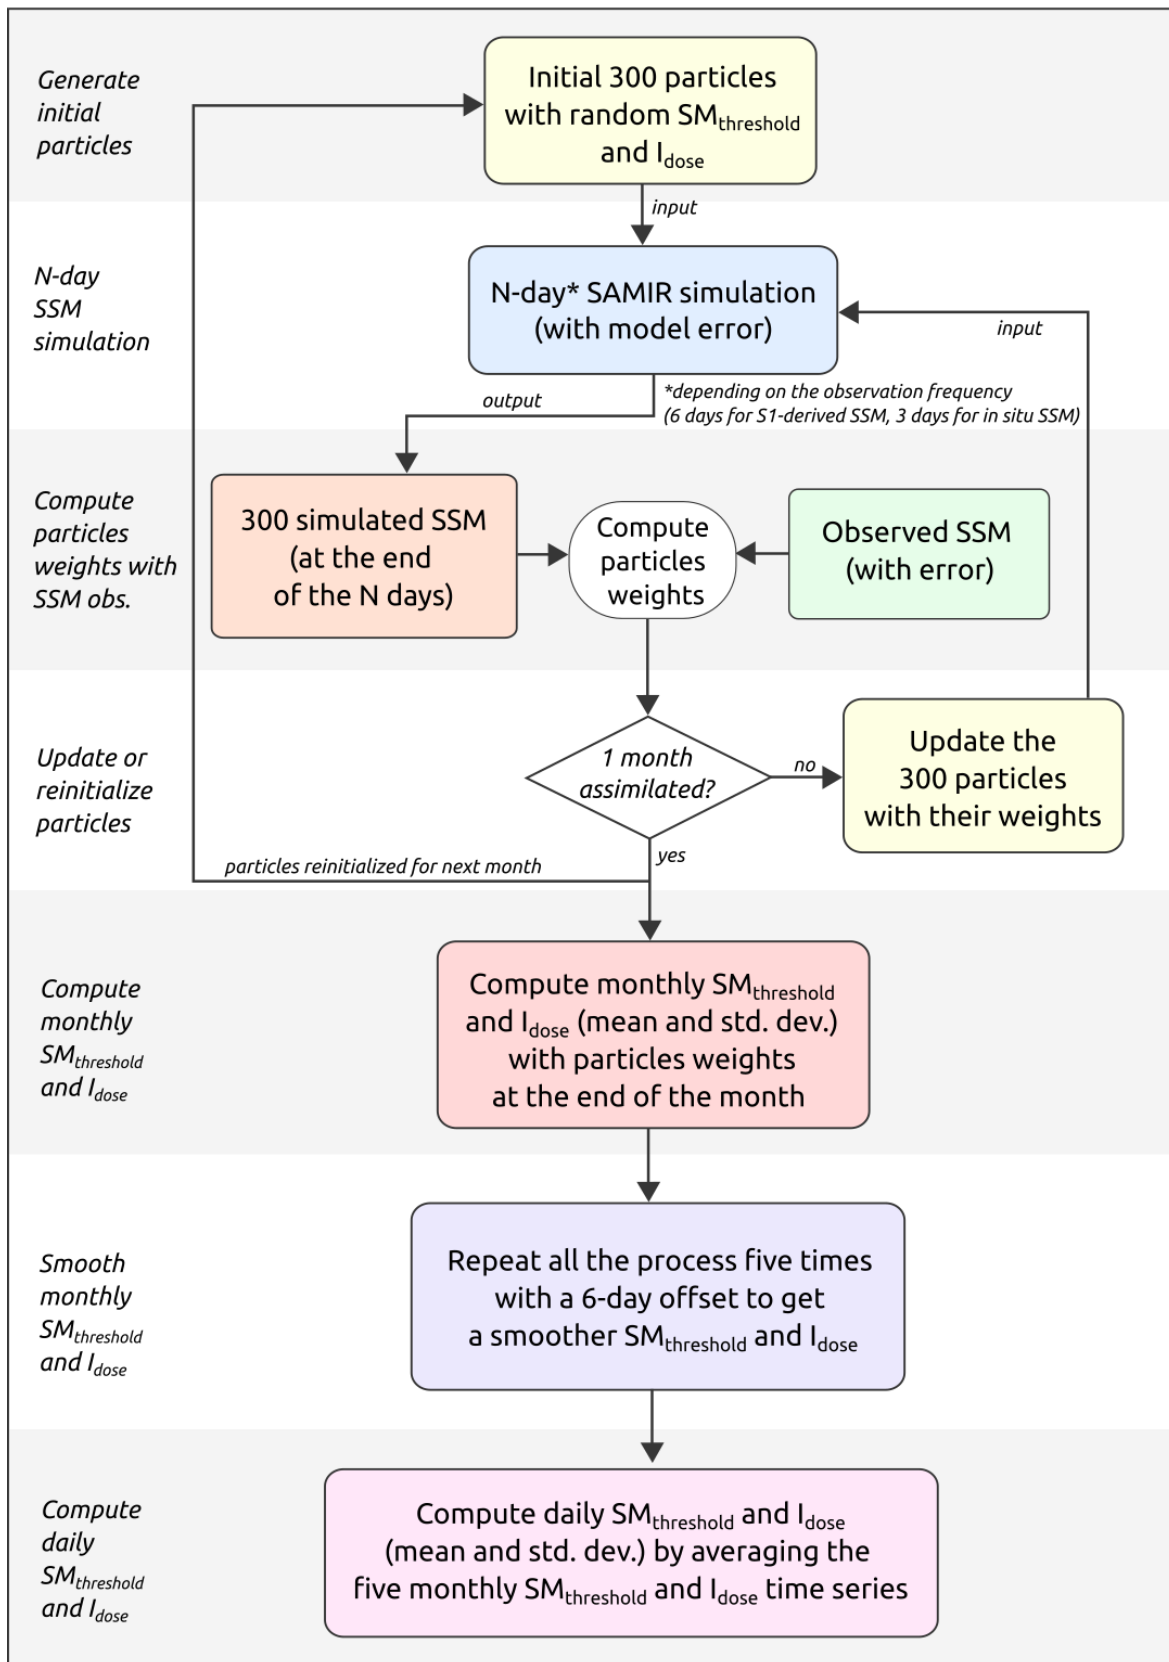 Generate
initial
particles
Initial 300 particles
with random SMthreshold
and Idose
input
N-day
SSM
simulation
N-day* SAMIR simulation
(with model error)
input
output
*depending on the observation frequency
(6 days for S1-derived SSM, 3 days for in situ SSM)
Compute
particles
weights with
SSM obs.
300 simulated SSM
(at the end
of the N days)
Compute
particles
weights
Observed SSM
(with error)
Update or
reinitialize
particles
1 month
assimilated?
no
Update the
300 particles
with their weights
yes
particles reinitialized for next month
Compute
monthly
SMthreshold
and Idose
Compute monthly SMthreshold
and Idose (mean and std. dev.)
with particles weights
at the end of the month
Smooth
monthly
SMthreshold
and Idose
Repeat all the process five times
with a 6-day offset to get
a smoother SMthreshold and Idose
Compute
daily
SMthreshold
and Idose
Compute daily SMthreshold and Idose
(mean and std. dev.) by averaging the
five monthly SMthreshold and Idose time series